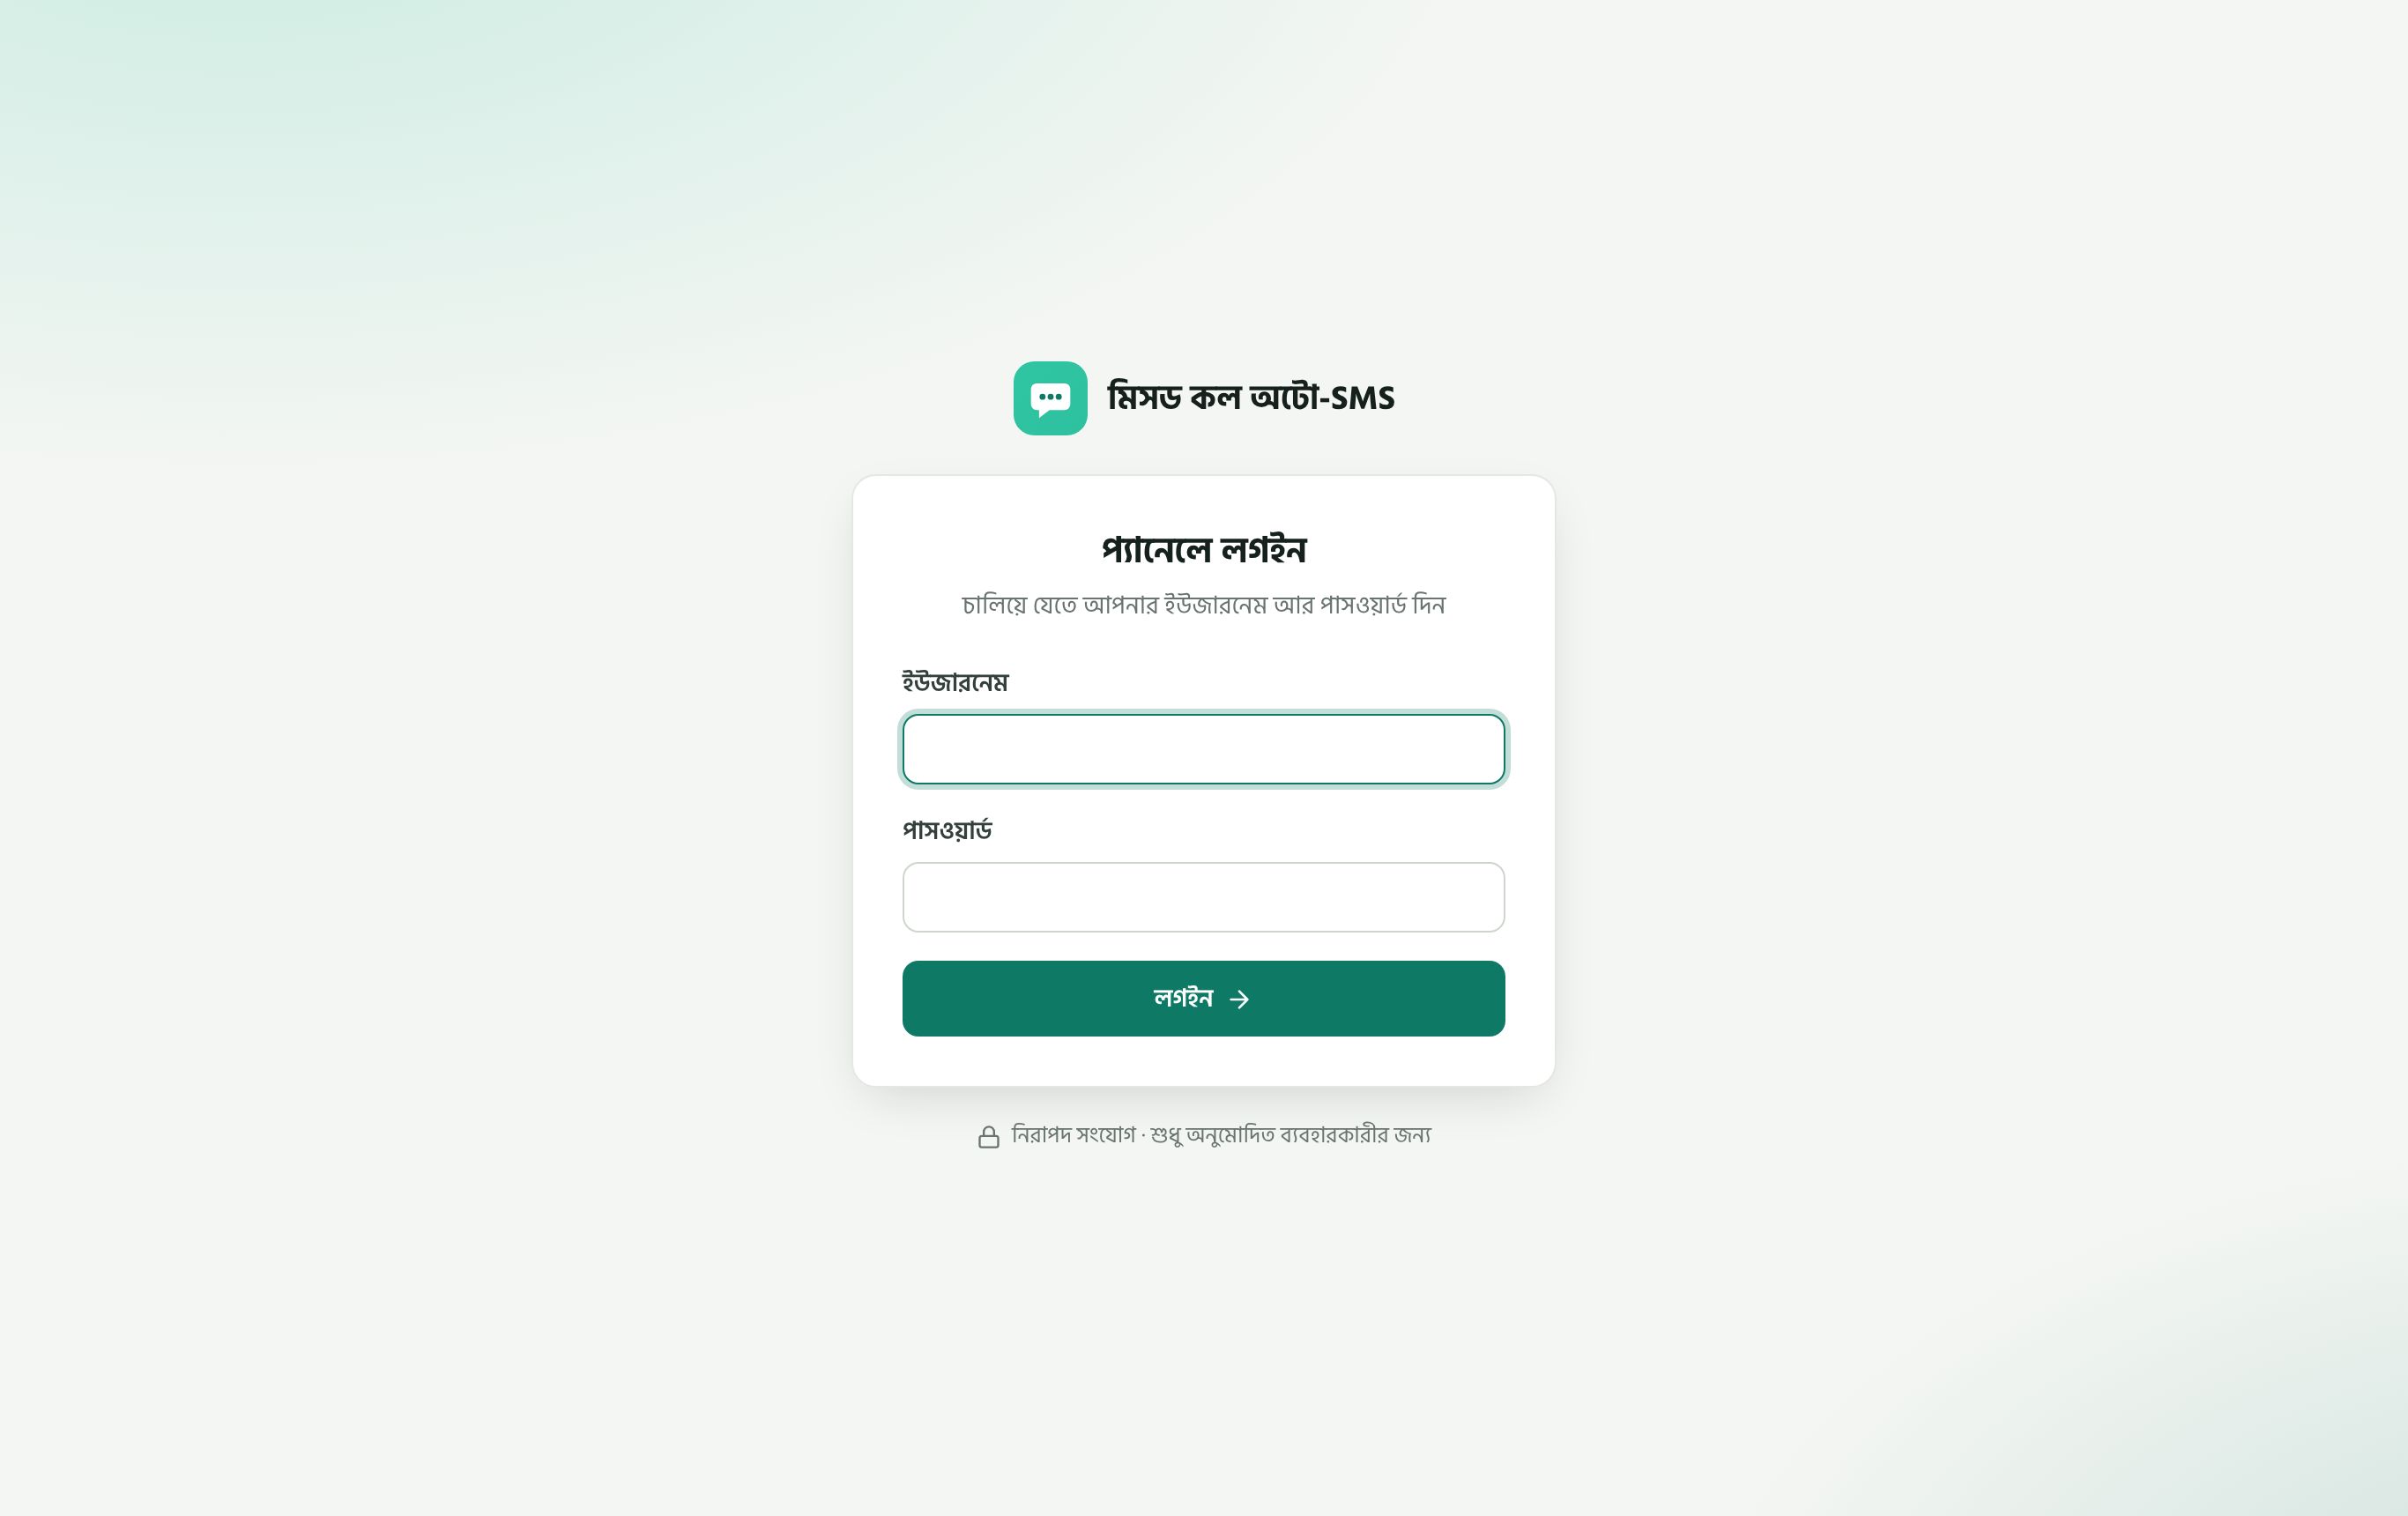 মিসড কল অটো-SMS
প্যানেলে লগইন
চালিয়ে যেতে আপনার ইউজারনেম আর পাসওয়ার্ড দিন
ইউজারনেম
পাসওয়ার্ড
লগইন →
নিরাপদ সংযোগ · শুধু অনুমোদিত ব্যবহারকারীর জন্য